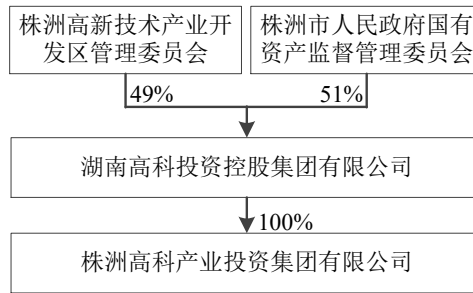 株洲高新技术产业开
发区管理委员会
株洲市人民政府国有
资产监督管理委员会
49%
51%
湖南高科投资控股集团有限公司
100%
株洲高科产业投资集团有限公司